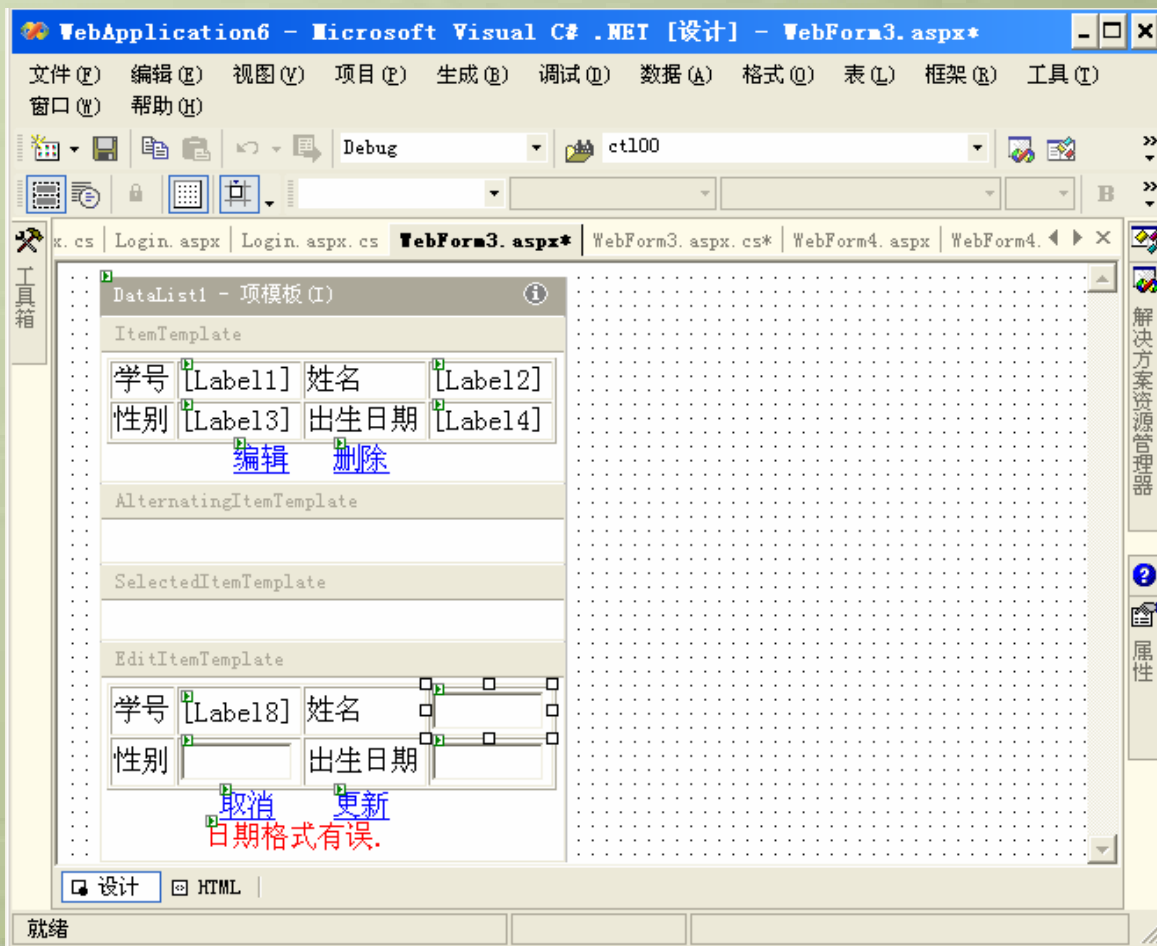 WebApplication6 - Microsoft Visual C# .NET [设计] - WebForm3.aspx*
文件(F) 编辑(E) 视图(V) 项目(P) 生成(B) 调试(D) 数据(A) 格式(O) 表(L) 框架(R) 工具(T)
窗口(W) 帮助(H)
Debug ctl00
B
x.cs Login.aspx Login.aspx.cs WebForm3.aspx* WebForm3.aspx.cs* WebForm4.aspx WebForm4.
工具箱
DataList1 - 项模板(I)
ItemTemplate
学号 [Label1] 姓名 [Label2]
性别 [Label3] 出生日期 [Label4]
编辑 删除
AlternatingItemTemplate
SelectedItemTemplate
EditItemTemplate
学号 [Label8] 姓名
性别 出生日期
取消 更新
日期格式有误.
解决方案资源管理器
属性
设计 HTML
就绪